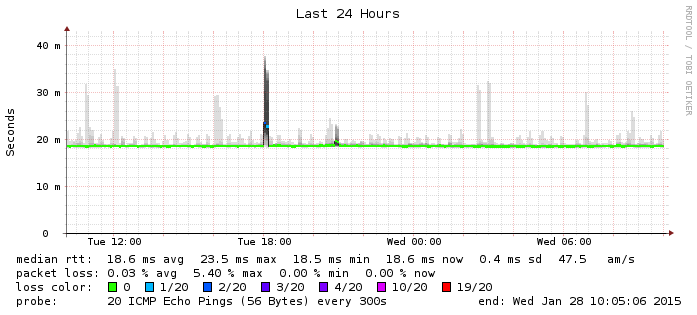 Last 24 Hours
RRDTOOL / TOBI OETIKER
Seconds
40 m
30 m
20 m
10 m
0
Tue 12:00 Tue 18:00 Wed 00:00 Wed 06:00
median rtt: 18.6 ms avg 23.5 ms max 18.5 ms min 18.6 ms now 0.4 ms sd 47.5 am/s
packet loss: 0.03 % avg 5.40 % max 0.00 % min 0.00 % now
loss color: 0 1/20 2/20 3/20 4/20 10/20 19/20
probe: 20 ICMP Echo Pings (56 Bytes) every 300s end: Wed Jan 28 10:05:06 2015